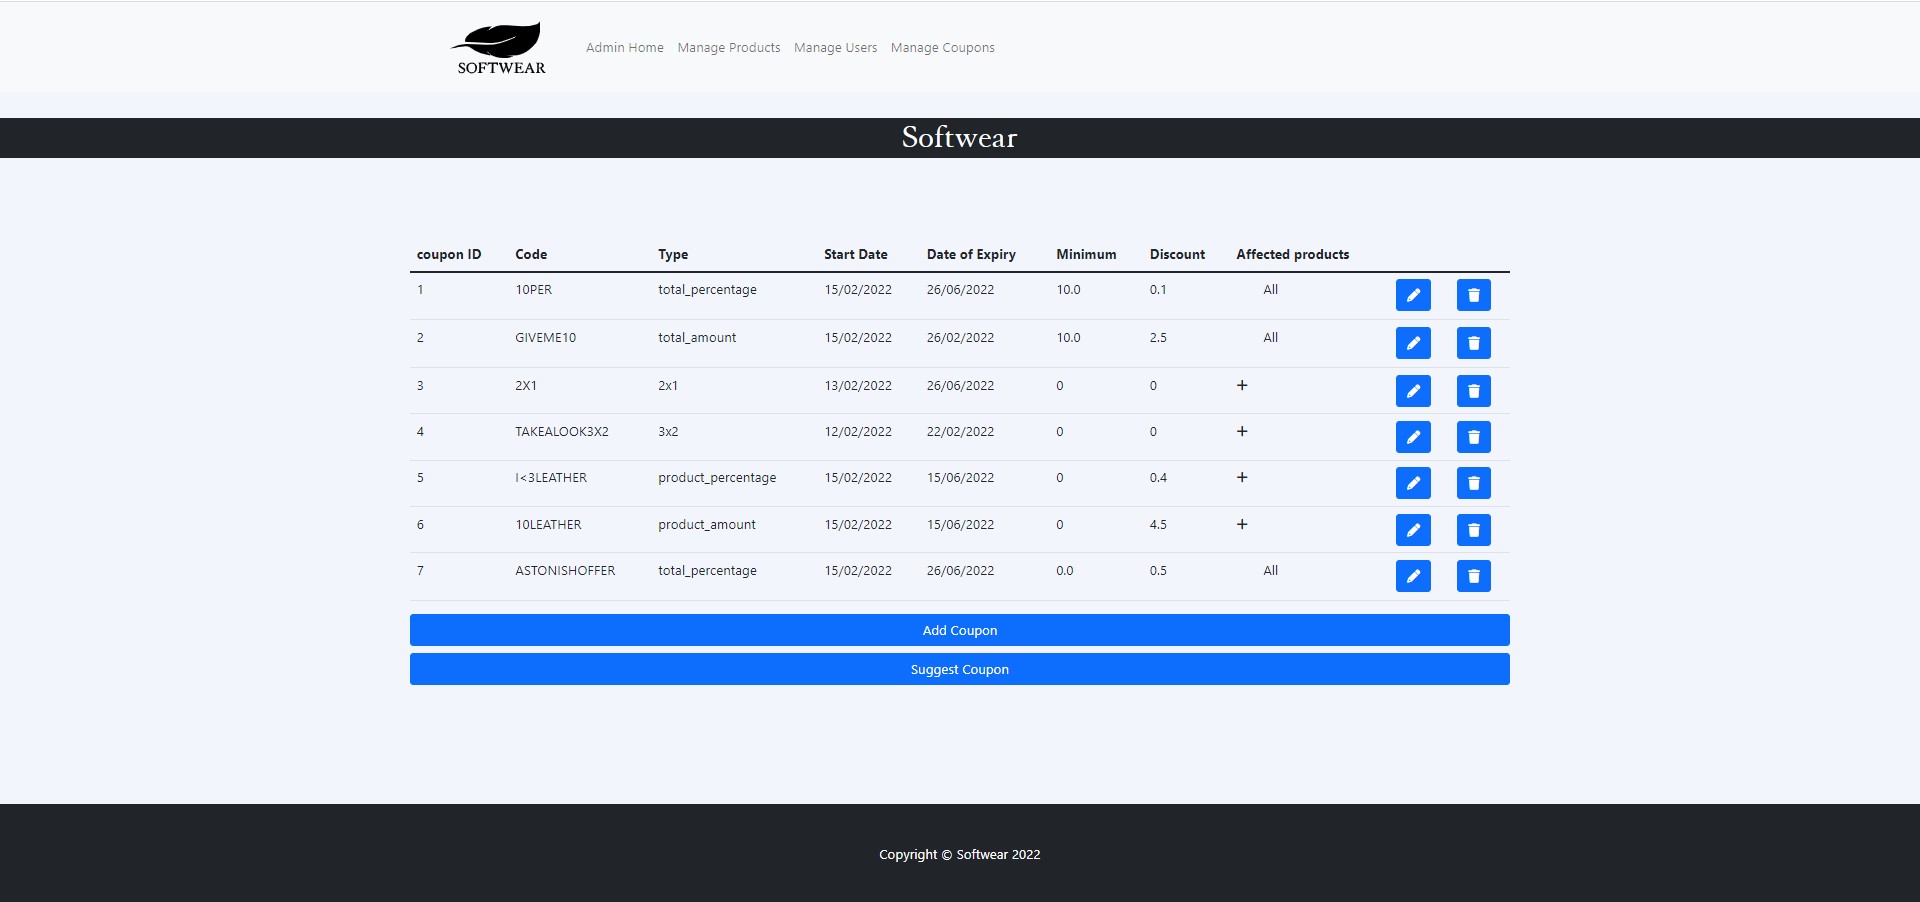 SOFTWEAR
Admin Home Manage Products Manage Users Manage Coupons
Softwear
coupon ID Code Type Start Date Date of Expiry Minimum Discount Affected products
1 10PER total_percentage 15/02/2022 26/06/2022 10.0 0.1 All
2 GIVEME10 total_amount 15/02/2022 26/02/2022 10.0 2.5 All
3 2X1 2x1 13/02/2022 26/06/2022 0 0 +
4 TAKEALOOK3X2 3x2 12/02/2022 22/02/2022 0 0 +
5 I<3LEATHER product_percentage 15/02/2022 15/06/2022 0 0.4 +
6 10LEATHER product_amount 15/02/2022 15/06/2022 0 4.5 +
7 ASTONISHOFFER total_percentage 15/02/2022 26/06/2022 0.0 0.5 All
Add Coupon
Suggest Coupon
Copyright © Softwear 2022